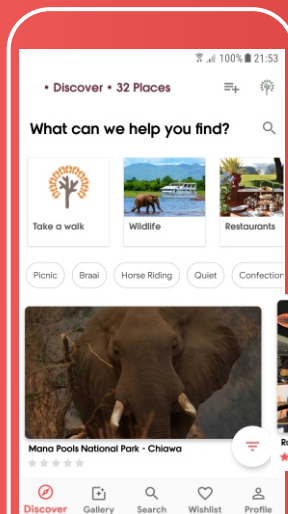 100% 21:53
• Discover • 32 Places
What can we help you find?
Take a walk
Wildlife
Restaurants
Picnic
Braai
Horse Riding
Quiet
Confection
Mana Pools National Park - Chiawa
Discover
Gallery
Search
Wishlist
Profile